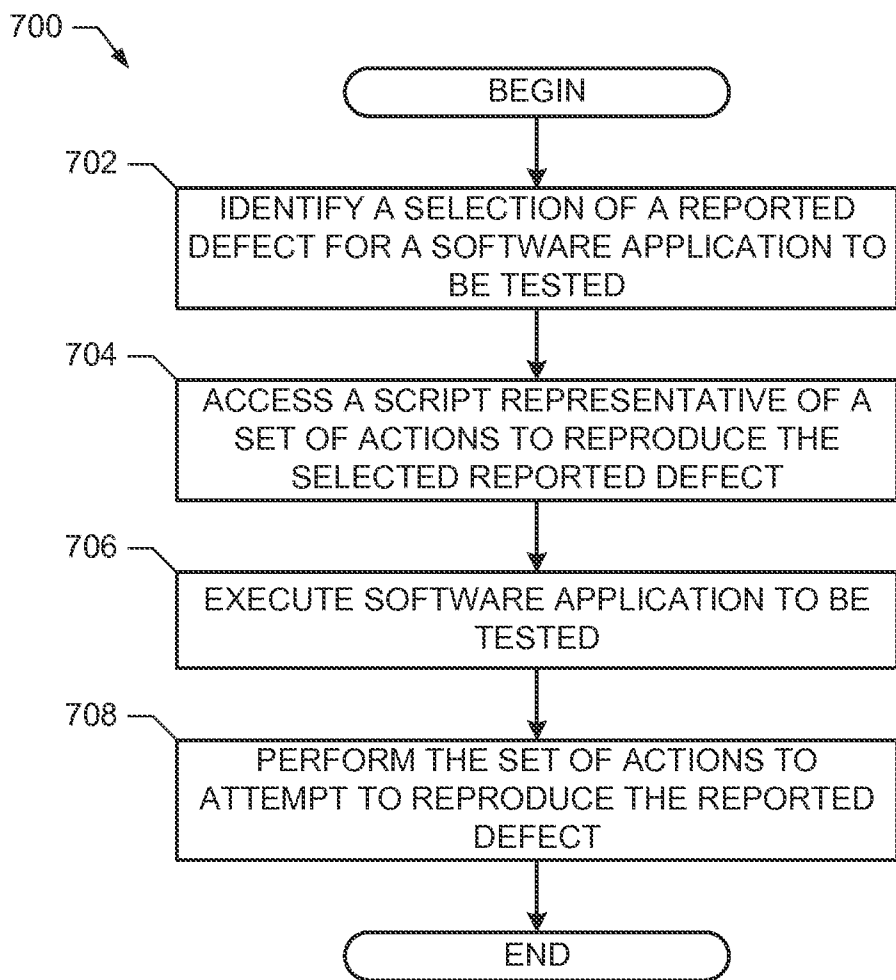 700
BEGIN
702
IDENTIFY A SELECTION OF A REPORTED
DEFECT FOR A SOFTWARE APPLICATION TO
BE TESTED
704
ACCESS A SCRIPT REPRESENTATIVE OF A
SET OF ACTIONS TO REPRODUCE THE
SELECTED REPORTED DEFECT
706
EXECUTE SOFTWARE APPLICATION TO BE
TESTED
708
PERFORM THE SET OF ACTIONS TO
ATTEMPT TO REPRODUCE THE REPORTED
DEFECT
END